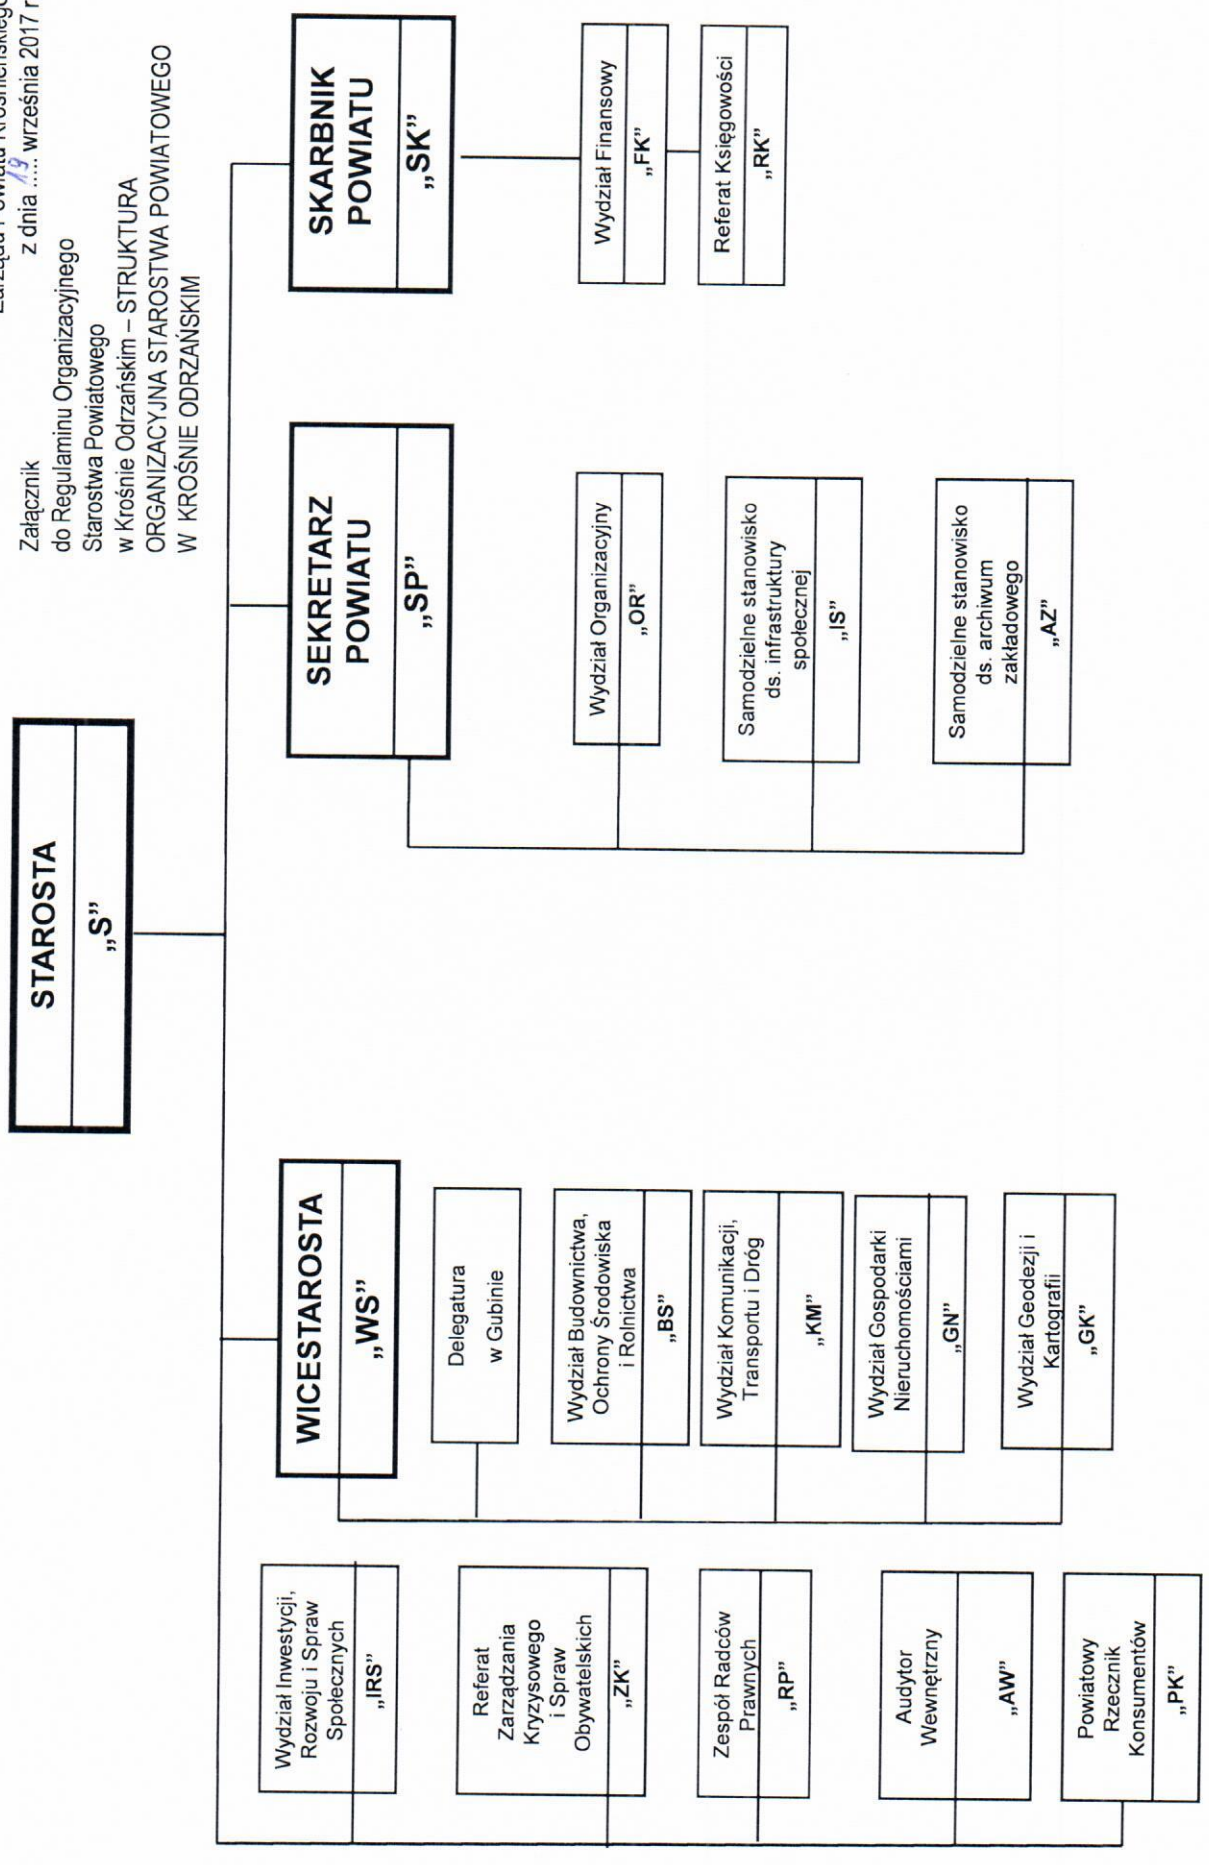 Zarządu Powiatu Krośnieńskiego
z dnia 19 września 2017 r
Załącznik
do Regulaminu Organizacyjnego
Starostwa Powiatowego
w Krośnie Odrzańskim – STRUKTURA
ORGANIZACYJNA STAROSTWA POWIATOWEGO
W KROŚNIE ODRZAŃSKIM
STAROSTA
„S”
WICESTAROSTA
„WS”
SEKRETARZ
POWIATU
„SP”
SKARBNIK
POWIATU
„SK”
Wydział Inwestycji,
Rozwoju i Spraw
Społecznych
„IRS”
Referat
Zarządzania
Kryzysowego
i Spraw
Obywatelskich
„ZK”
Zespół Radców
Prawnych
„RP”
Audytor
Wewnętrzny
„AW”
Powiatowy
Rzecznik
Konsumentów
„PK”
Delegatura
w Gubinie
Wydział Budownictwa,
Ochrony Środowiska
i Rolnictwa
„BS”
Wydział Komunikacji,
Transportu i Dróg
„KM”
Wydział Gospodarki
Nieruchomościami
„GN”
Wydział Geodezji i
Kartografii
„GK”
Wydział Organizacyjny
„OR”
Samodzielne stanowisko
ds. infrastruktury
społecznej
„IS”
Samodzielne stanowisko
ds. archiwum
zakładowego
„AZ”
Wydział Finansowy
„FK”
Referat Księgowości
„RK”